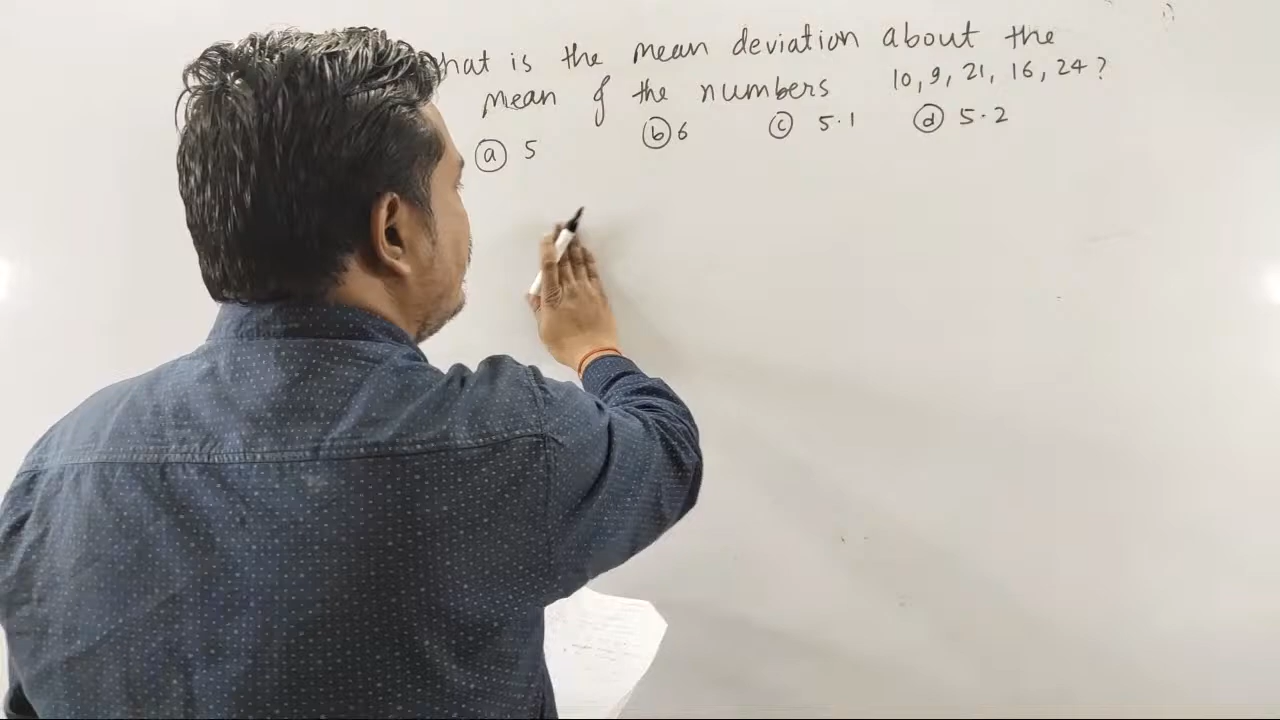 hat is the mean deviation about the
mean of the numbers 10, 9, 21, 16, 24 ?
(a) 5 (b) 6 (c) 5.1 (d) 5.2